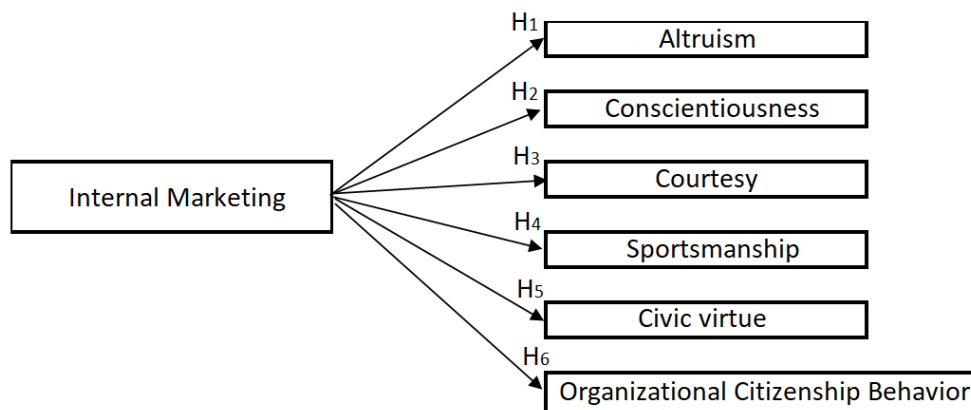 H1
Altruism
H2
Conscientiousness
H3
Courtesy
Internal Marketing
H4
Sportsmanship
H5
Civic virtue
H6
Organizational Citizenship Behavior